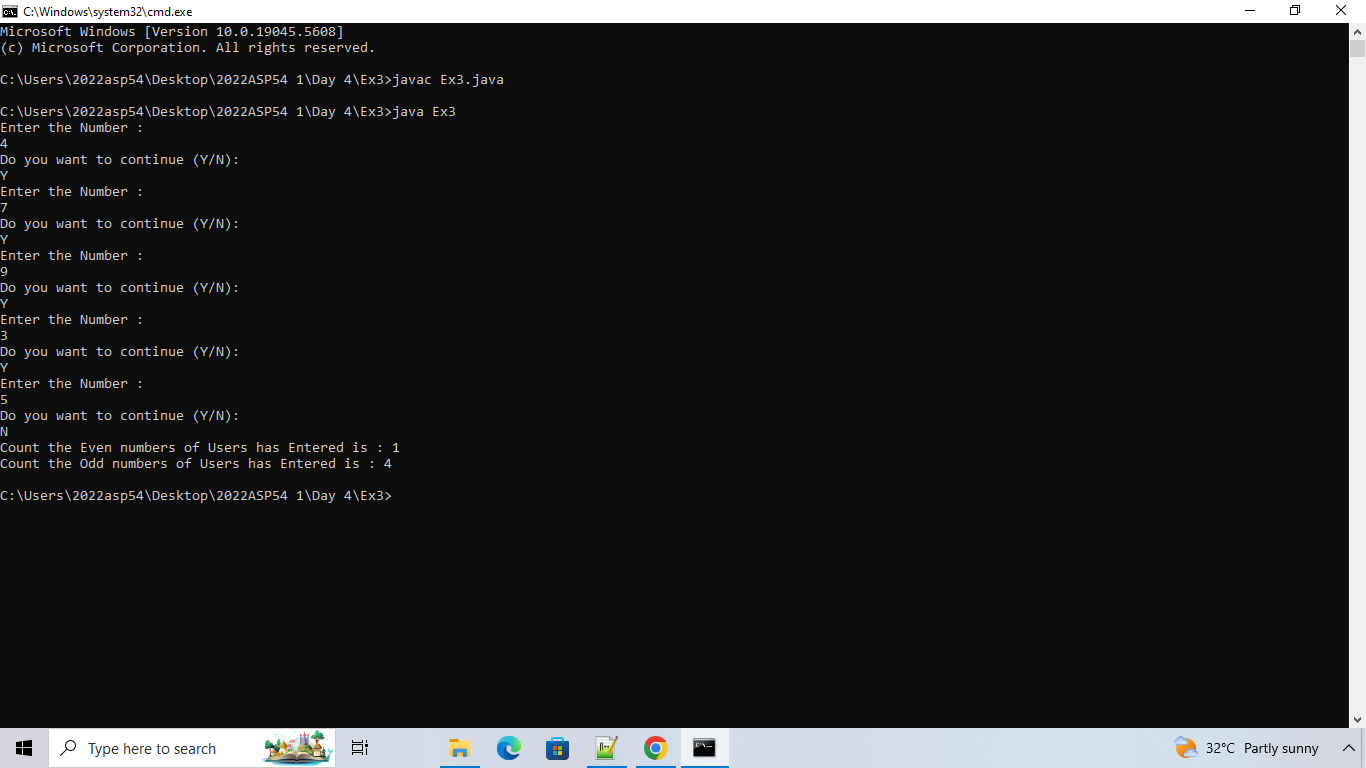 C:\Windows\system32\cmd.exe
Microsoft Windows [Version 10.0.19045.5608]
(c) Microsoft Corporation. All rights reserved.
C:\Users\2022asp54\Desktop\2022ASP54 1\Day 4\Ex3>javac Ex3.java
C:\Users\2022asp54\Desktop\2022ASP54 1\Day 4\Ex3>java Ex3
Enter the Number :
4
Do you want to continue (Y/N):
Y
Enter the Number :
7
Do you want to continue (Y/N):
Y
Enter the Number :
9
Do you want to continue (Y/N):
Y
Enter the Number :
3
Do you want to continue (Y/N):
Y
Enter the Number :
5
Do you want to continue (Y/N):
N
Count the Even numbers of Users has Entered is : 1
Count the Odd numbers of Users has Entered is : 4
C:\Users\2022asp54\Desktop\2022ASP54 1\Day 4\Ex3>
Type here to search
32°C Partly sunny